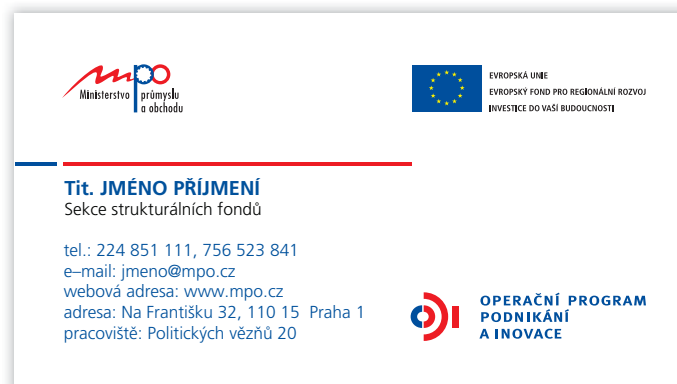 mpo
Ministerstvo průmyslu
a obchodu
EVROPSKÁ UNIE
EVROPSKÝ FOND PRO REGIONÁLNÍ ROZVOJ
INVESTICE DO VAŠÍ BUDOUCNOSTI
Tit. JMÉNO PŘÍJMENÍ
Sekce strukturálních fondů
tel.: 224 851 111, 756 523 841
e–mail: jmeno@mpo.cz
webová adresa: www.mpo.cz
adresa: Na Františku 32, 110 15  Praha 1
pracoviště: Politických vězňů 20
OPERAČNÍ PROGRAM
PODNIKÁNÍ
A INOVACE